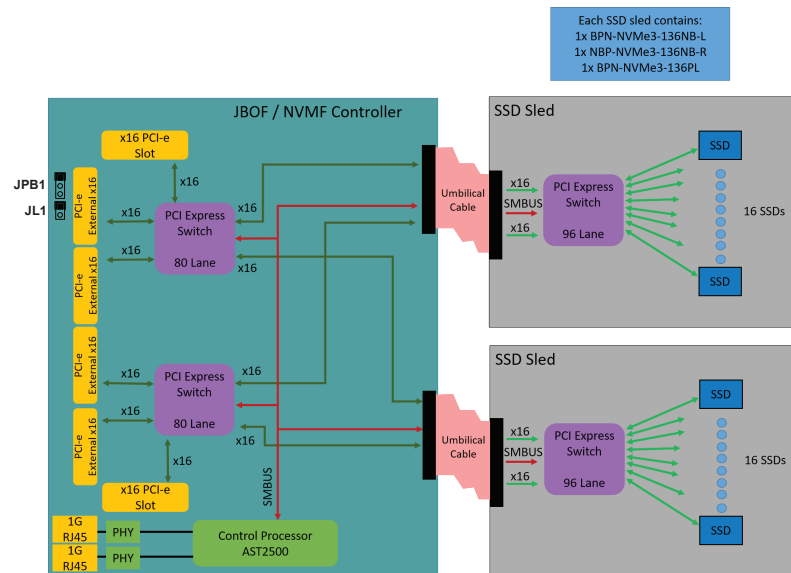 Each SSD sled contains:
1x BPN-NVMe3-136NB-L
1x NBP-NVMe3-136NB-R
1x BPN-NVMe3-136PL
JBOF / NVMF Controller
x16 PCI-e
Slot
x16
JPB1
JL1
PCI-e
External x16
x16
PCI Express
Switch
80 Lane
x16
x16
x16
PCI-e
External x16
PCI-e
External x16
x16
PCI Express
Switch
80 Lane
x16
x16
x16
PCI-e
External x16
x16
x16 PCI-e
Slot
SMBUS
1G
RJ45
PHY
1G
RJ45
PHY
Control Processor
AST2500
Umbilical
Cable
SSD Sled
x16
SMBUS
x16
PCI Express
Switch
96 Lane
SSD
16 SSDs
SSD
Umbilical
Cable
SSD Sled
x16
SMBUS
x16
PCI Express
Switch
96 Lane
SSD
16 SSDs
SSD